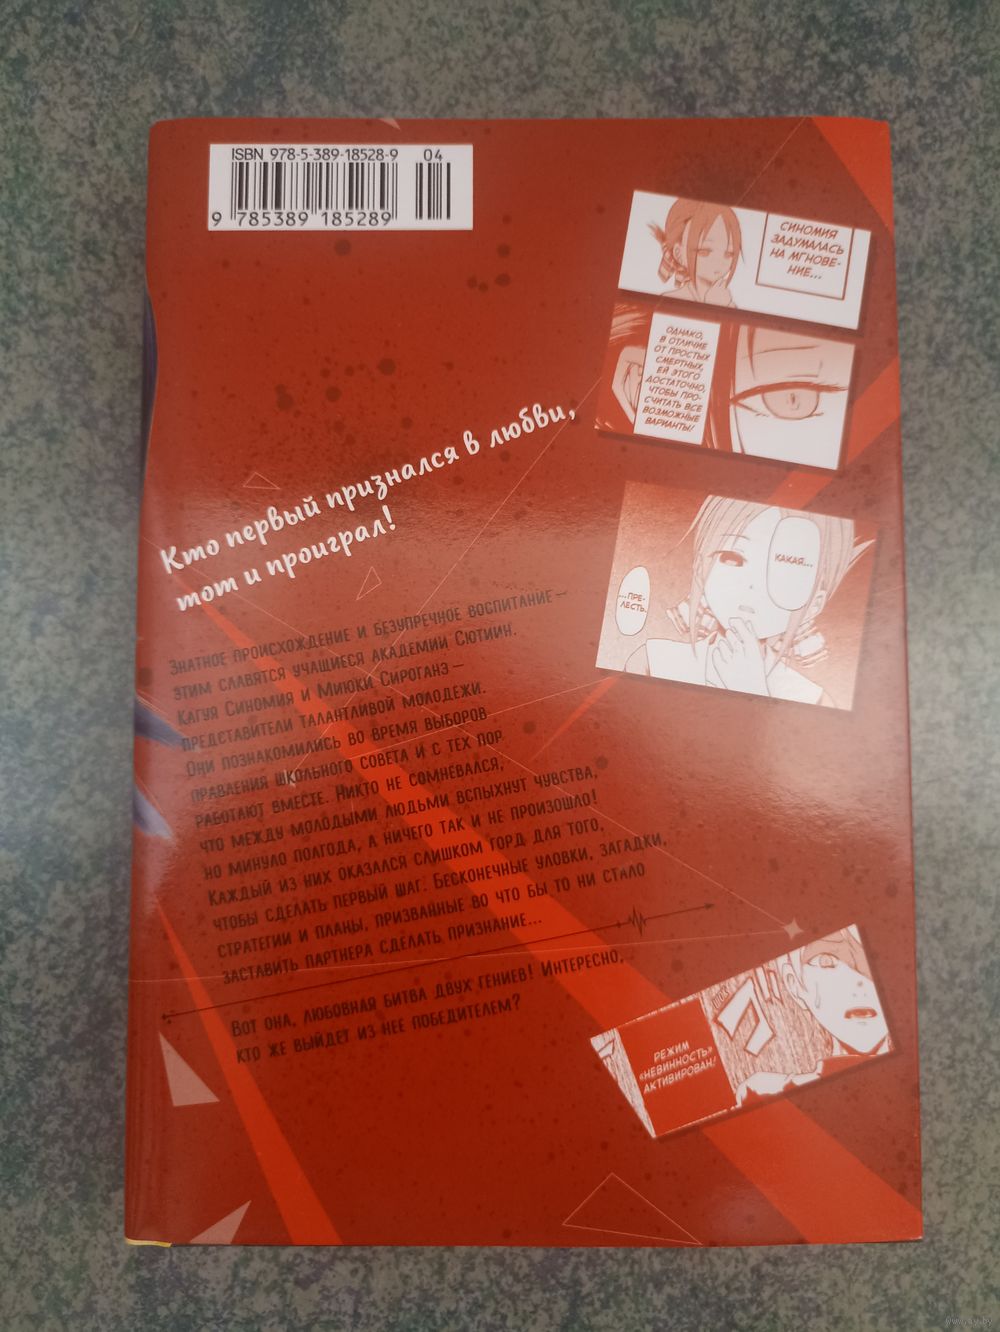 ISBN 978-5-389-18528-9 04
9 785389 185289
СИНОМИЯ
ЗАДУМАЛАСЬ
НА МГНОВЕ-
НИЕ...
ОДНАКО,
В ОТЛИЧИЕ
ОТ ПРОСТЫХ
СМЕРТНЫХ,
ЕЙ ЭТОГО
ДОСТАТОЧНО,
ЧТОБЫ ПРО-
СЧИТАТЬ ВСЕ
ВОЗМОЖНЫЕ
ВАРИАНТЫ!
КАКАЯ...
...ПРЕ-
ЛЕСТЬ.
Кто первый признался в любви,
тот и проиграл!
Знатное происхождение и безупречное воспитание –
этим славятся учащиеся академии Сютиин.
Кагуя Синомия и Миюки Сироганэ –
представители талантливой молодежи.
Они познакомились во время выборов
правления школьного совета и с тех пор
работают вместе. Никто не сомневался,
что между молодыми людьми вспыхнут чувства,
но минуло полгода, а ничего так и не произошло!
Каждый из них оказался слишком горд для того,
чтобы сделать первый шаг. Бесконечные уловки, загадки,
стратегии и планы, призванные во что бы то ни стало
заставить партнера сделать признание...
Вот она, любовная битва двух гениев! Интересно,
кто же выйдет из нее победителем?
РЕЖИМ
«НЕВИННОСТЬ»
АКТИВИРОВАН!
www.ay.by